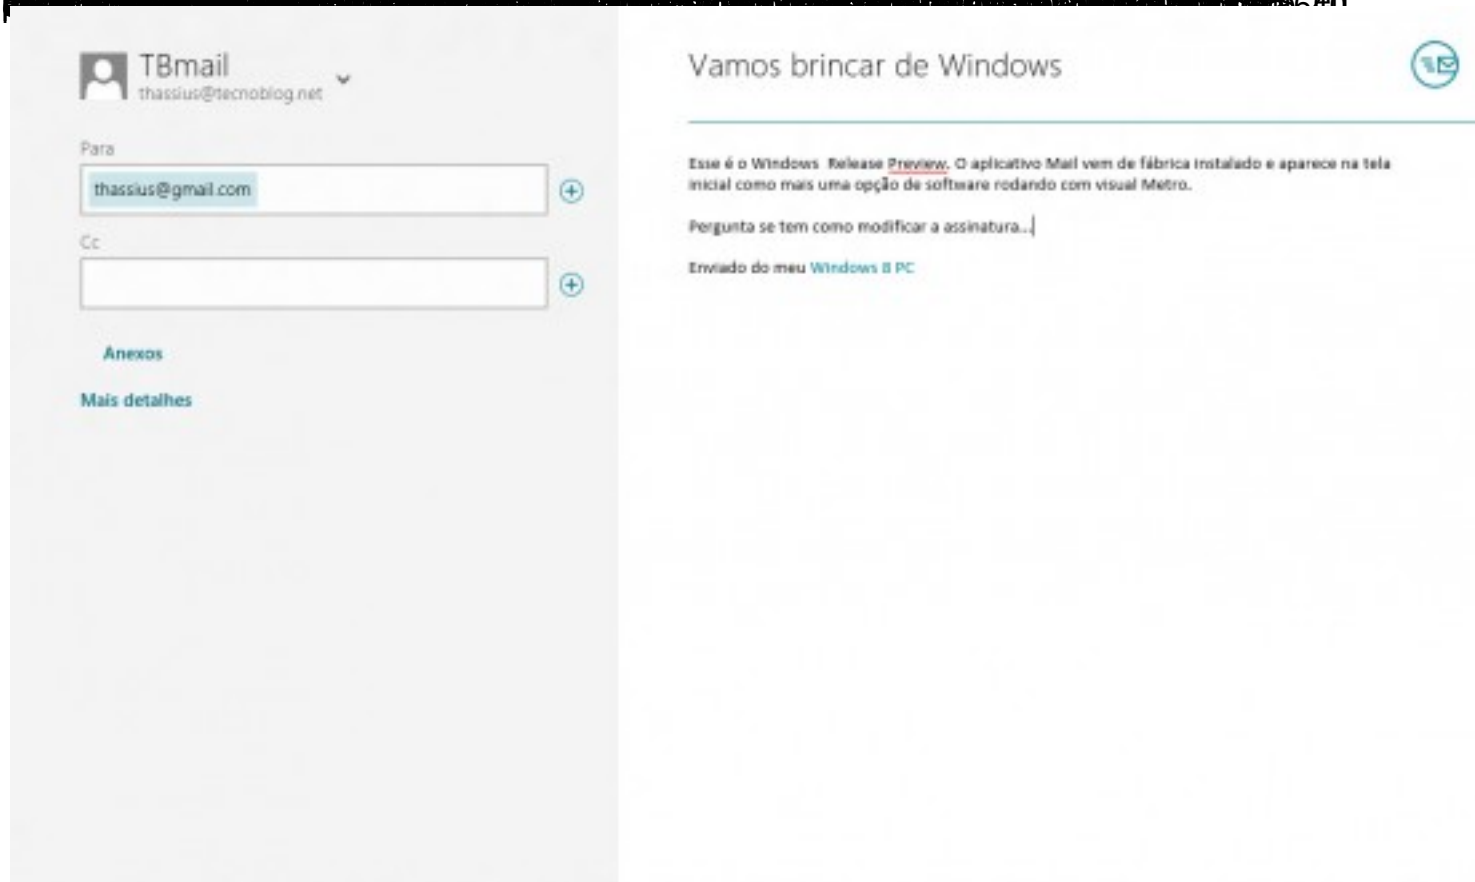 TBmail
thassius@tecnoblog.net
Para
thassius@gmail.com
Cc
Anexos
Mais detalhes
Vamos brincar de Windows
Esse é o Windows Release Preview. O aplicativo Mail vem de fábrica instalado e aparece na tela
inicial como mais uma opção de software rodando com visual Metro.
Pergunta se tem como modificar a assinatura...
Enviado do meu Windows 8 PC